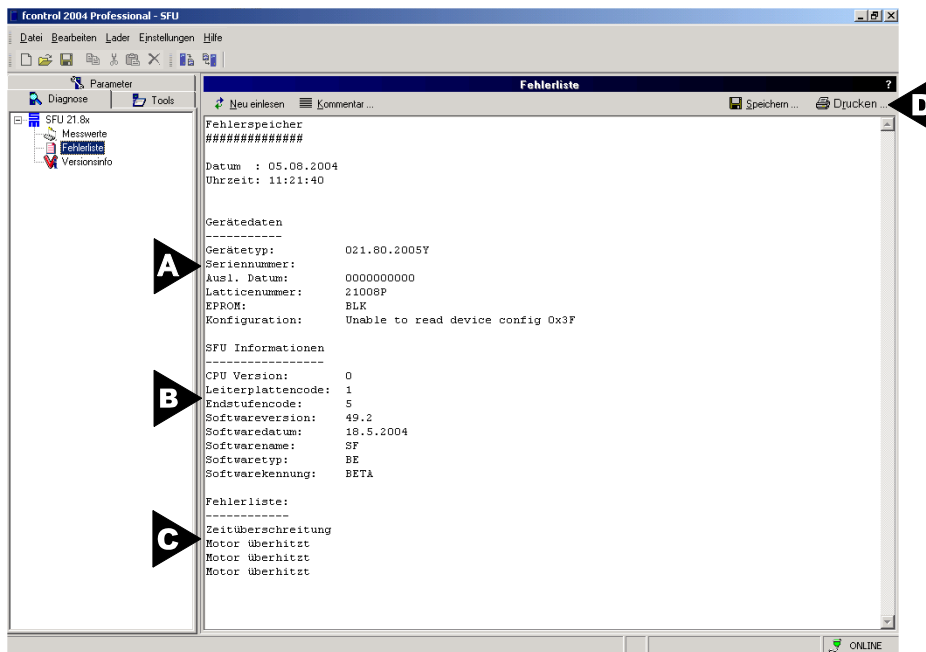 fcontrol 2004 Professional - SFU
Datei Bearbeiten Lader Einstellungen Hilfe
Parameter
Diagnose Tools
SFU 21.8x
Messwerte
Fehlerliste
Versionsinfo
Fehlerliste ?
Neu einlesen Kommentar ... Speichern ... Drucken ...
D
Fehlerspeicher
##############
Datum : 05.08.2004
Uhrzeit: 11:21:40
Gerätedaten
-----------
Gerätetyp: 021.80.2005Y
A
Seriennummer:
Ausl. Datum: 0000000000
Latticenummer: 21008P
EPROM: BLK
Konfiguration: Unable to read device config 0x3F
SFU Informationen
-----------------
CPU Version: 0
B
Leiterplattencode: 1
Endstufencode: 5
Softwareversion: 49.2
Softwaredatum: 18.5.2004
Softwarename: SF
Softwaretyp: BE
Softwarekennung: BETA
Fehlerliste:
------------
Zeitüberschreitung
C
Motor überhitzt
Motor überhitzt
Motor überhitzt
ONLINE